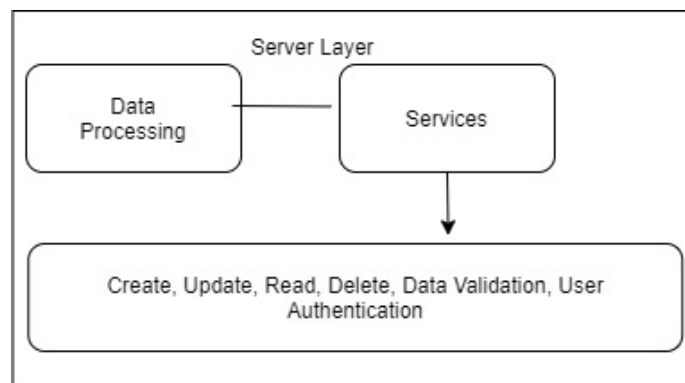 Server Layer
Data
Processing
Services
Create, Update, Read, Delete, Data Validation, User
Authentication